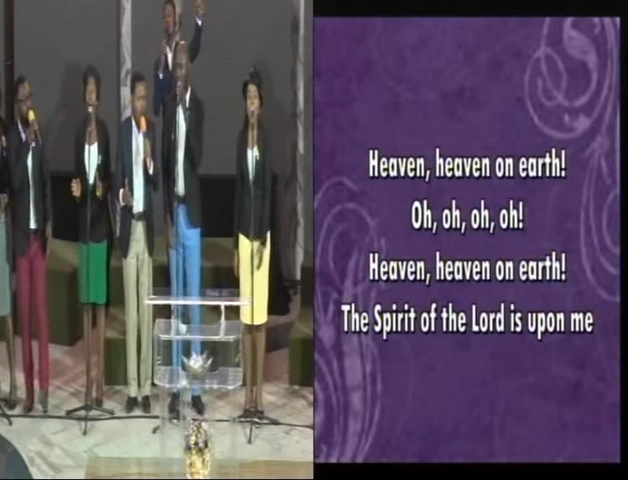 Heaven, heaven on earth!
Oh, oh, oh, oh!
Heaven, heaven on earth!
The Spirit of the Lord is upon me